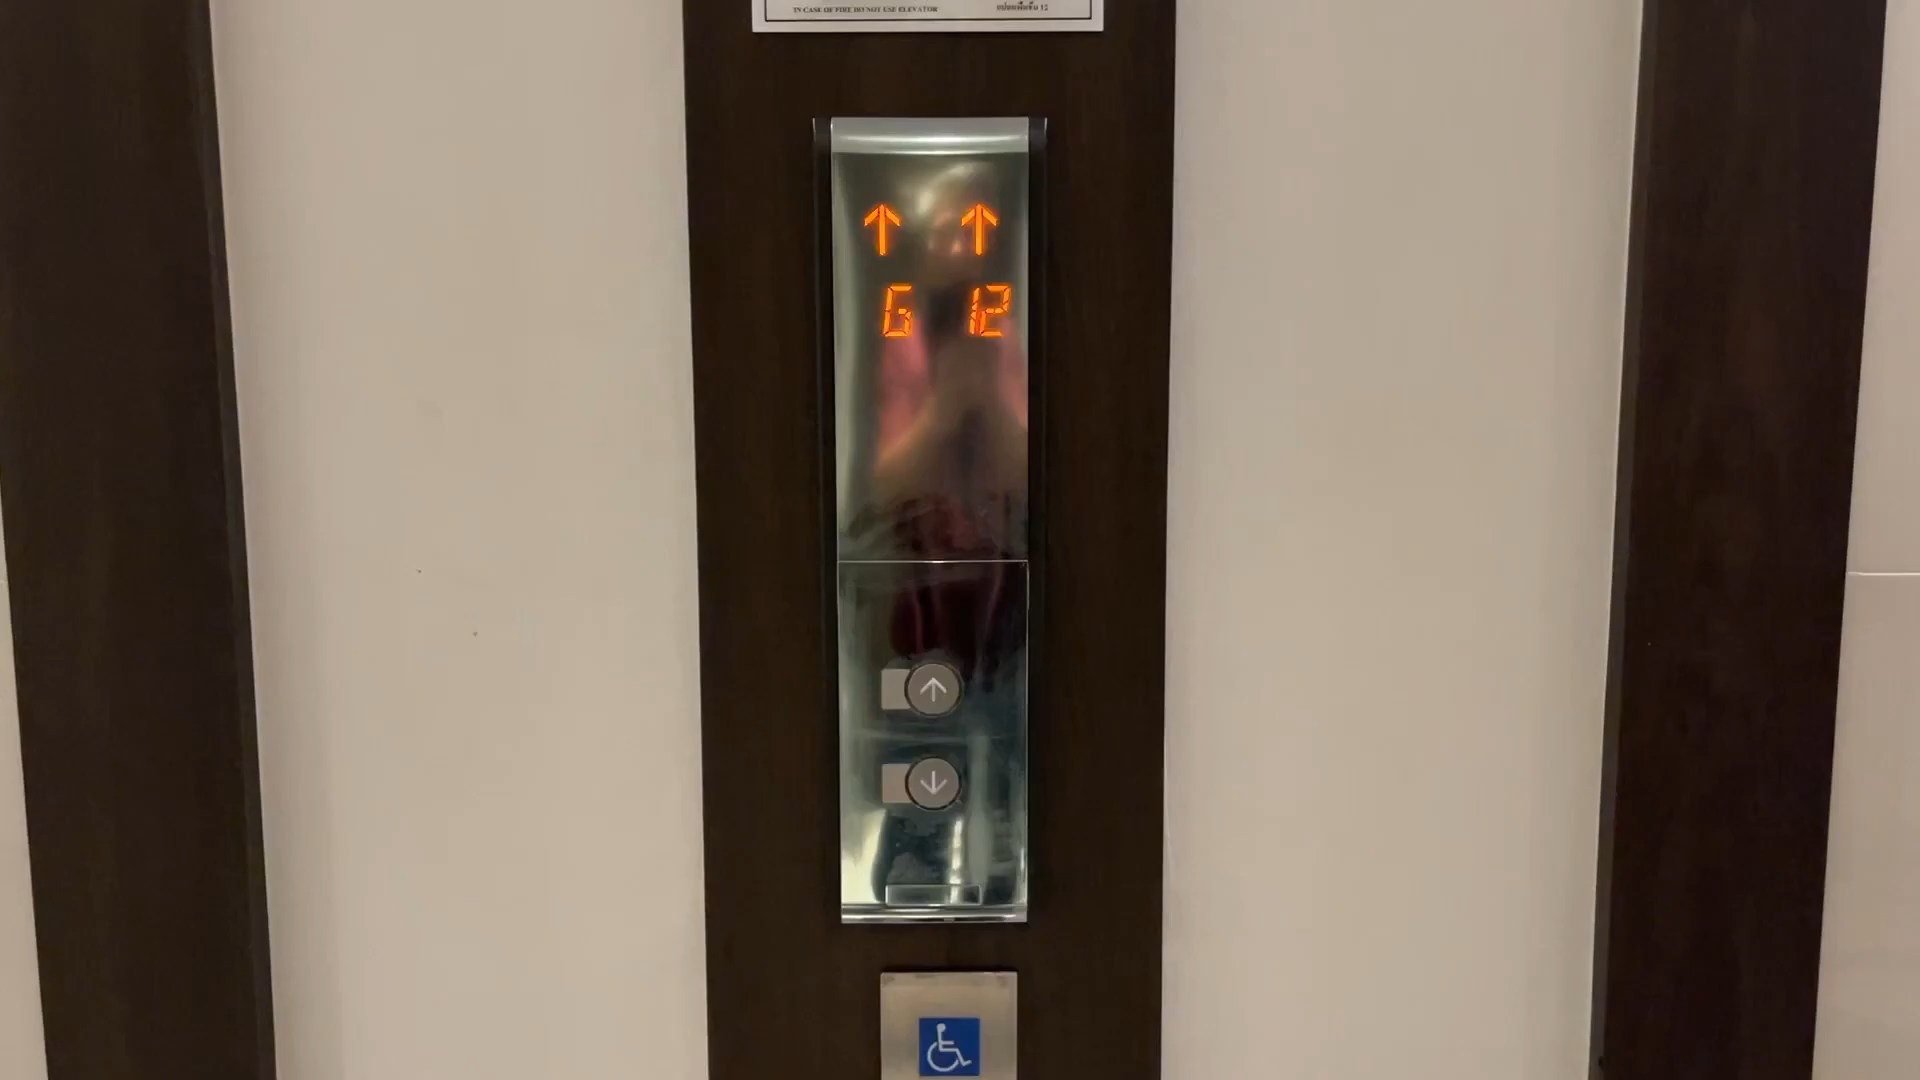 IN CASE OF FIRE DO NOT USE ELEVATOR
↑ ↑
G 12
↑
↓